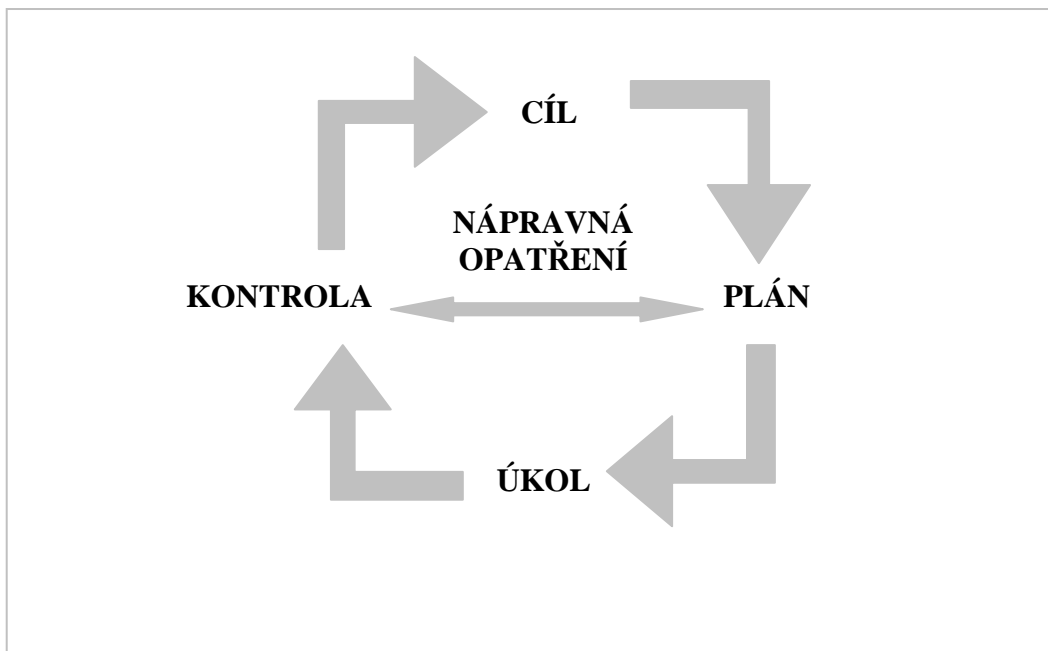 CÍL
NÁPRAVNÁ
OPATŘENÍ
KONTROLA
PLÁN
ÚKOL